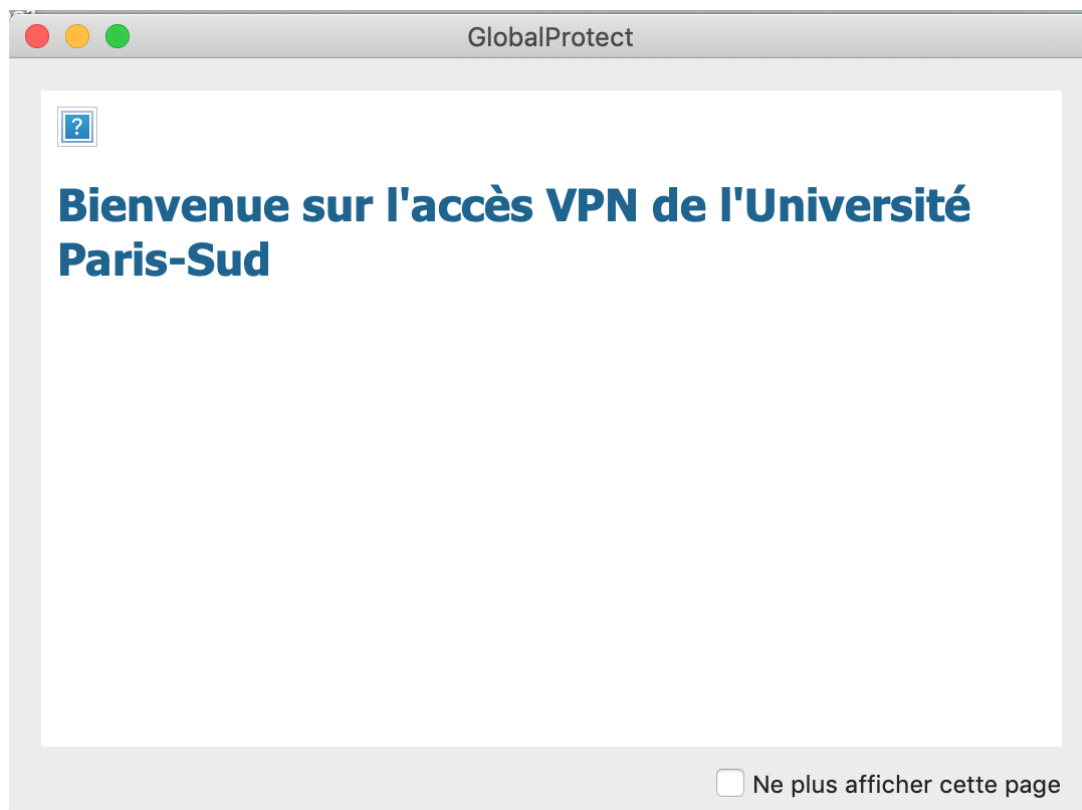 GlobalProtect
?
Bienvenue sur l'accès VPN de l'Université
Paris-Sud
Ne plus afficher cette page